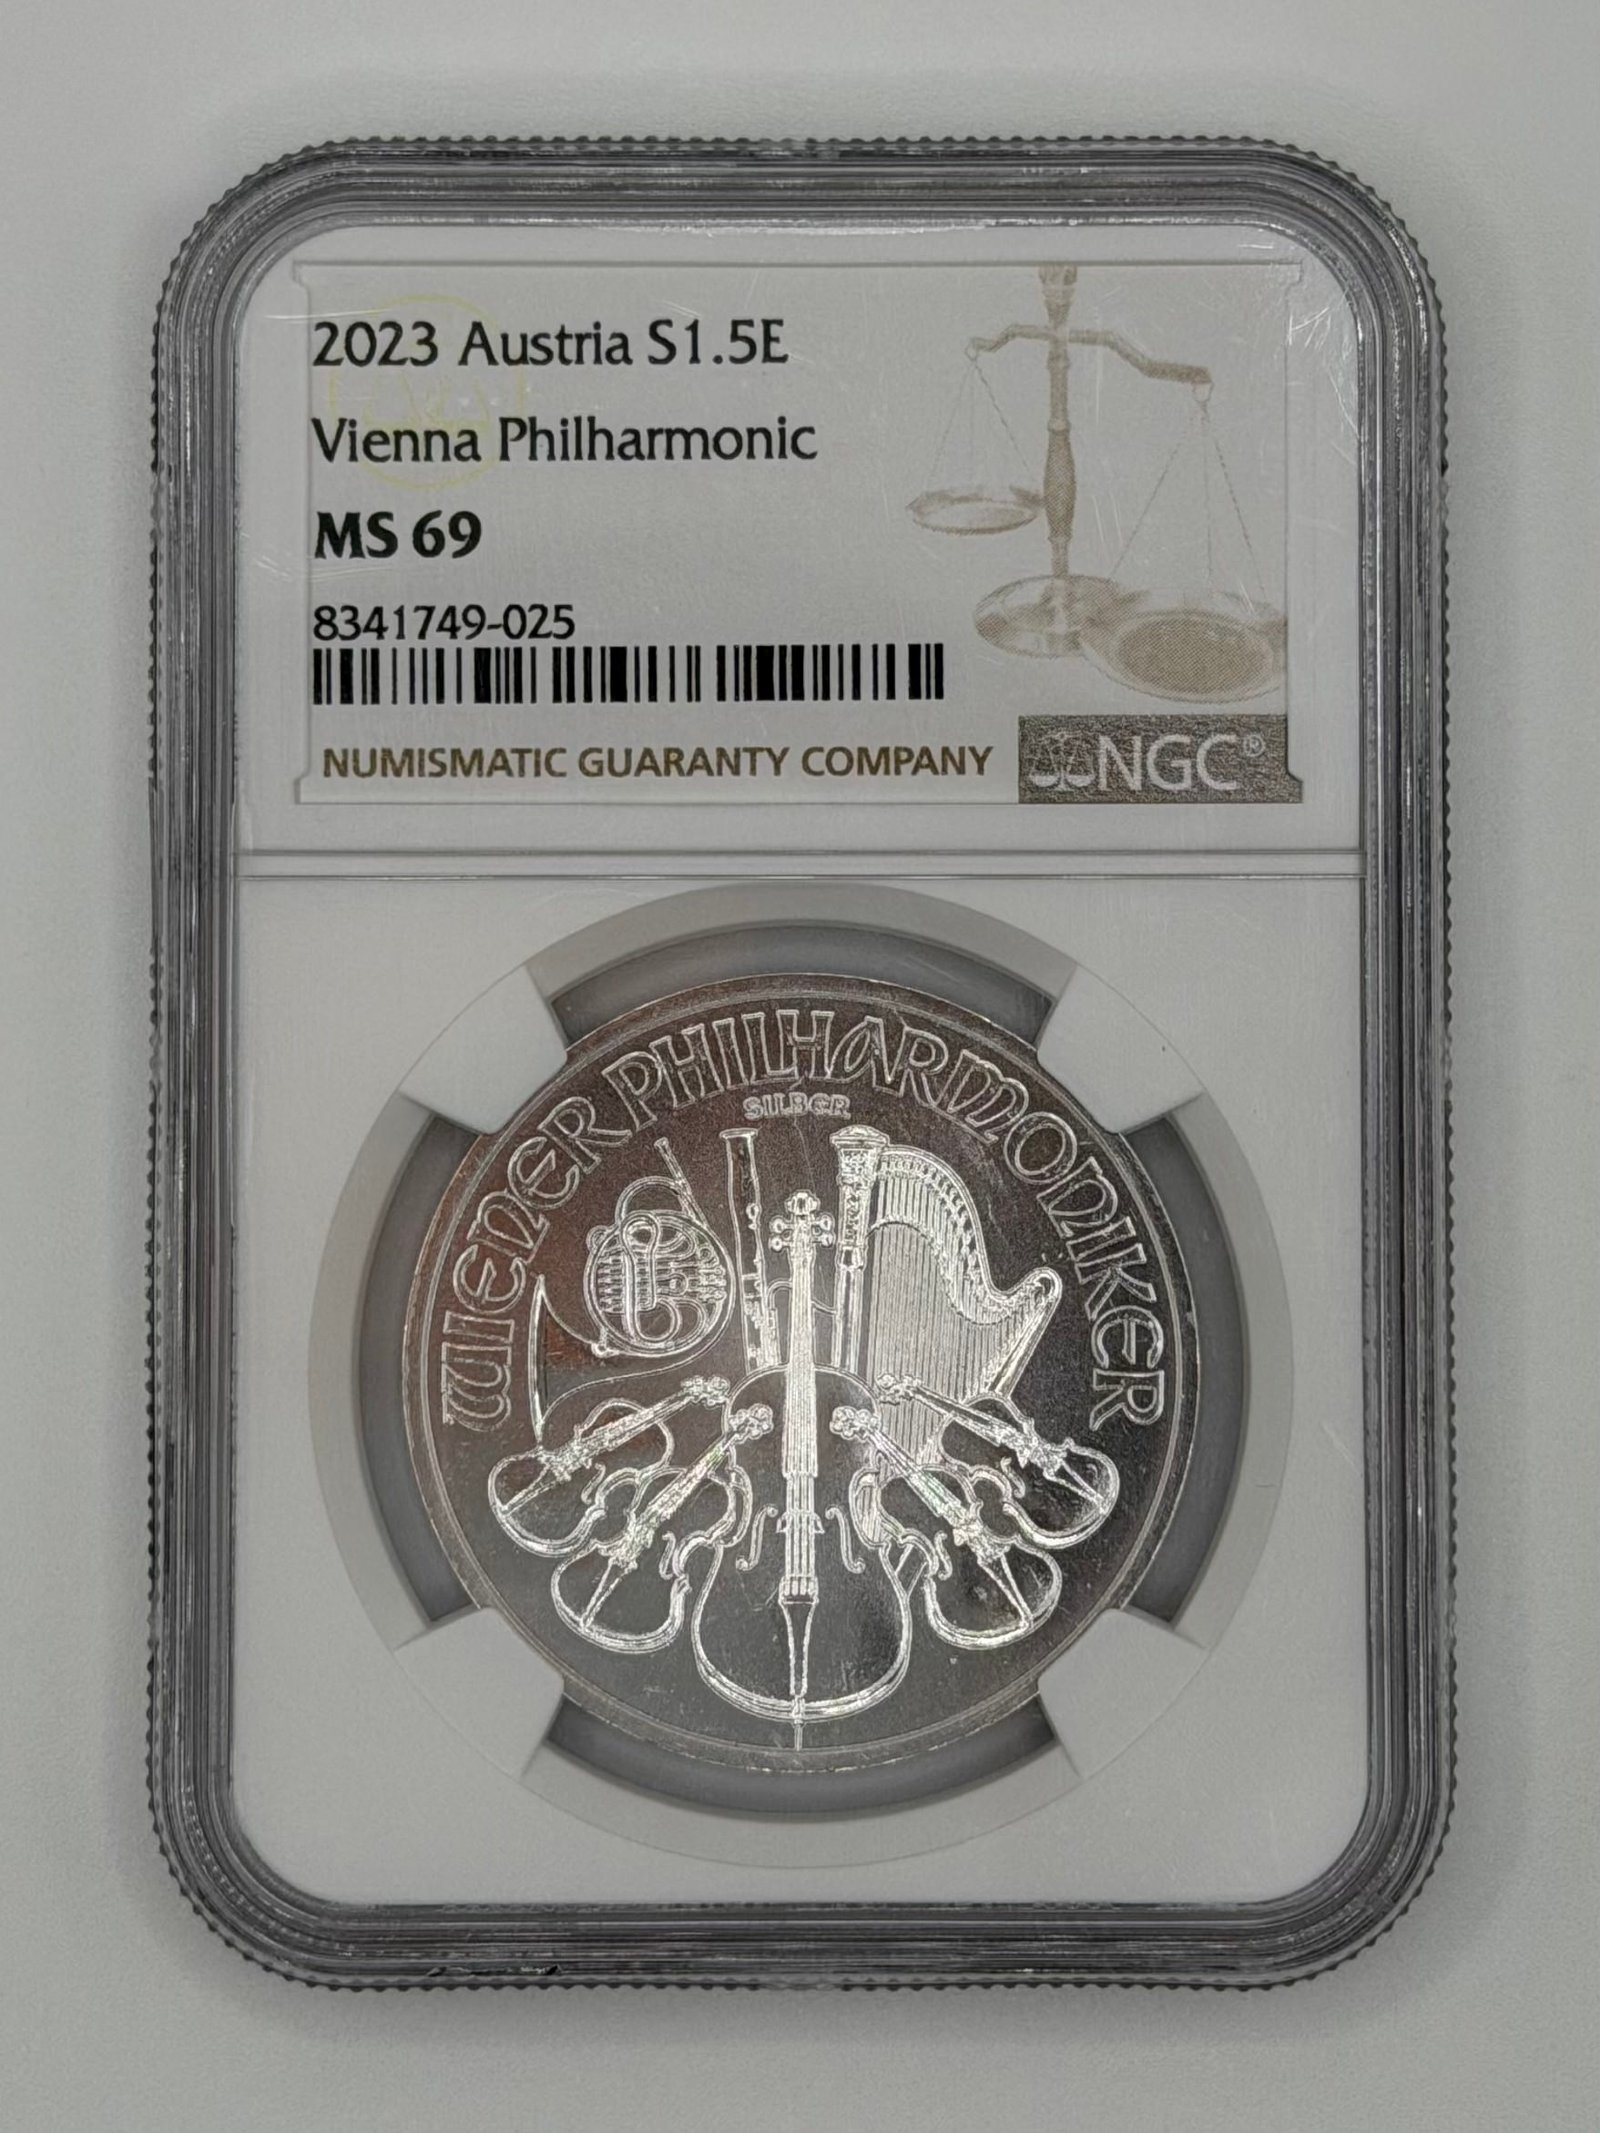 2023 Austria S1.5E
Vienna Philharmonic
MS 69
8341749-025
NUMISMATIC GUARANTY COMPANY
NGC®
WIENER PHILHARMONIKER
SILBER